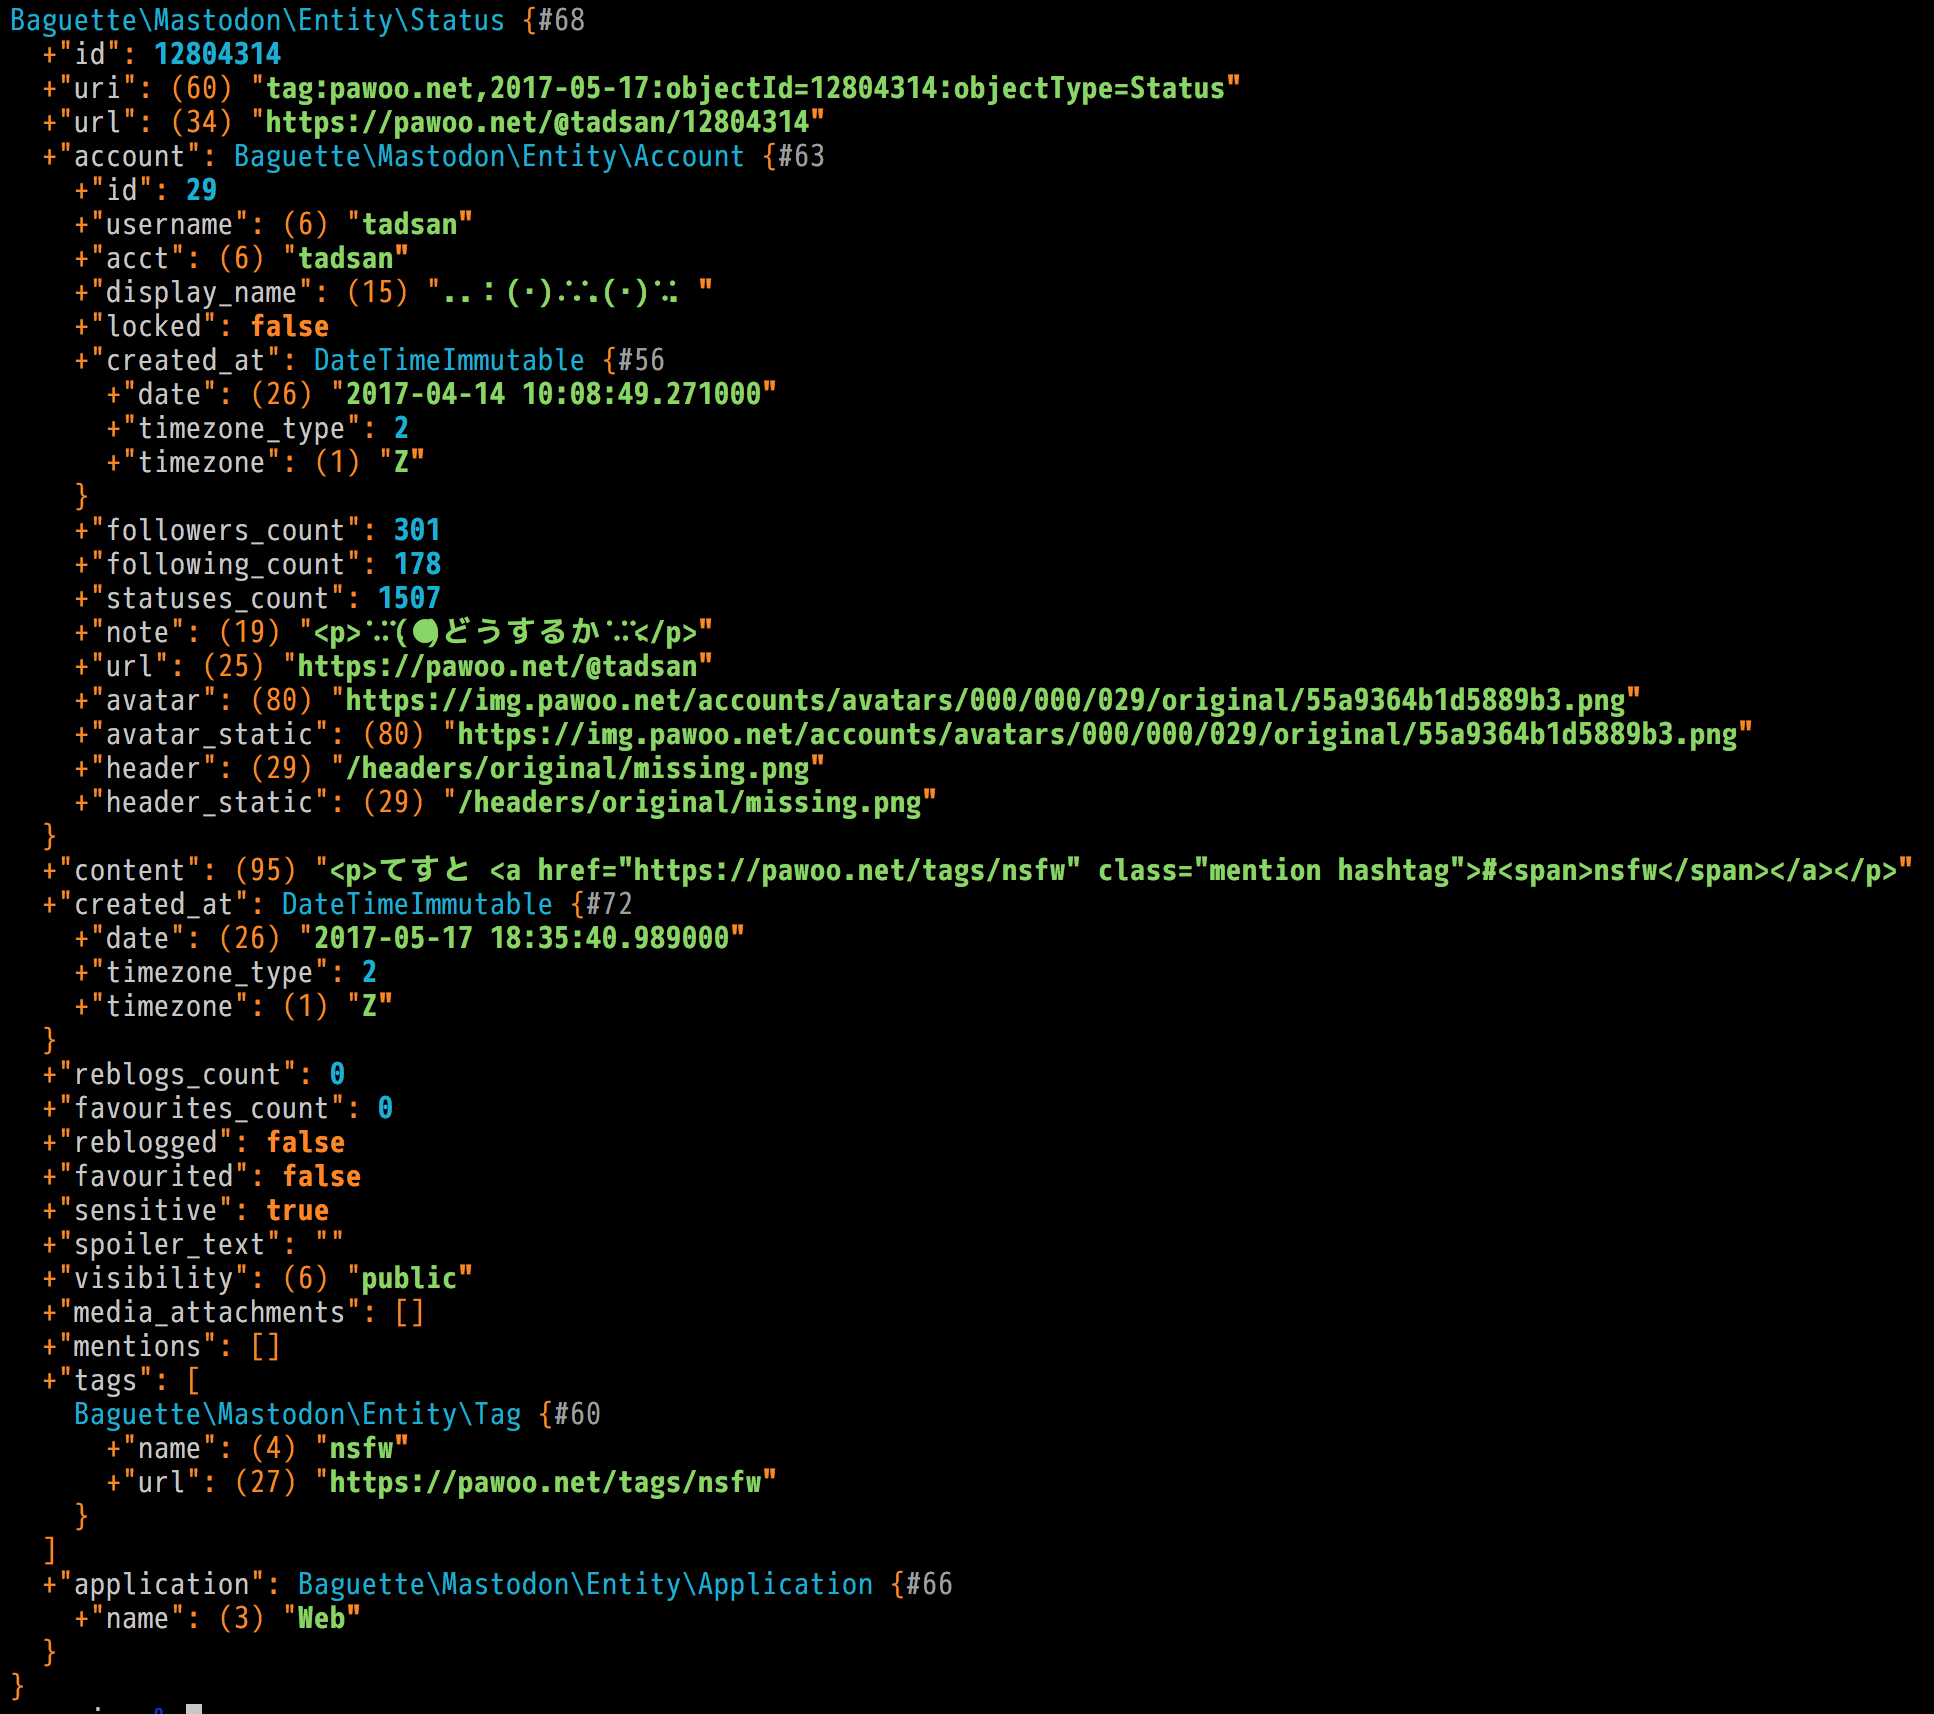 Baguette\Mastodon\Entity\Status {#68
  +"id": 12804314
  +"uri": (60) "tag:pawoo.net,2017-05-17:objectId=12804314:objectType=Status"
  +"url": (34) "https://pawoo.net/@tadsan/12804314"
  +"account": Baguette\Mastodon\Entity\Account {#63
    +"id": 29
    +"username": (6) "tadsan"
    +"acct": (6) "tadsan"
    +"display_name": (15) "
    +"locked": false
    +"created_at": DateTimeImmutable {#56
      +"date": (26) "2017-04-14 10:08:49.271000"
      +"timezone_type": 2
      +"timezone": (1) "Z"
    }
    +"followers_count": 301
    +"following_count": 178
    +"statuses_count": 1507
    +"note": (19) "<p>どうするか</p>"
    +"url": (25) "https://pawoo.net/@tadsan"
    +"avatar": (80) "https://img.pawoo.net/accounts/avatars/000/000/029/original/55a9364b1d5889b3.png"
    +"avatar_static": (80) "https://img.pawoo.net/accounts/avatars/000/000/029/original/55a9364b1d5889b3.png"
    +"header": (29) "/headers/original/missing.png"
    +"header_static": (29) "/headers/original/missing.png"
  }
  +"content": (95) "<p>てすと <a href="https://pawoo.net/tags/nsfw" class="mention hashtag">#<span>nsfw</span></a></p>"
  +"created_at": DateTimeImmutable {#72
    +"date": (26) "2017-05-17 18:35:40.989000"
    +"timezone_type": 2
    +"timezone": (1) "Z"
  }
  +"reblogs_count": 0
  +"favourites_count": 0
  +"reblogged": false
  +"favourited": false
  +"sensitive": true
  +"spoiler_text": ""
  +"visibility": (6) "public"
  +"media_attachments": []
  +"mentions": []
  +"tags": [
    Baguette\Mastodon\Entity\Tag {#60
      +"name": (4) "nsfw"
      +"url": (27) "https://pawoo.net/tags/nsfw"
    }
  ]
  +"application": Baguette\Mastodon\Entity\Application {#66
    +"name": (3) "Web"
  }
}